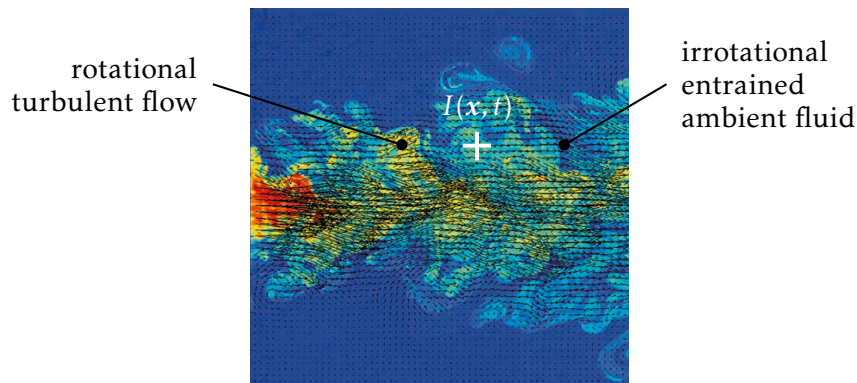 rotational
turbulent flow
I(x, t)
irrotational
entrained
ambient fluid